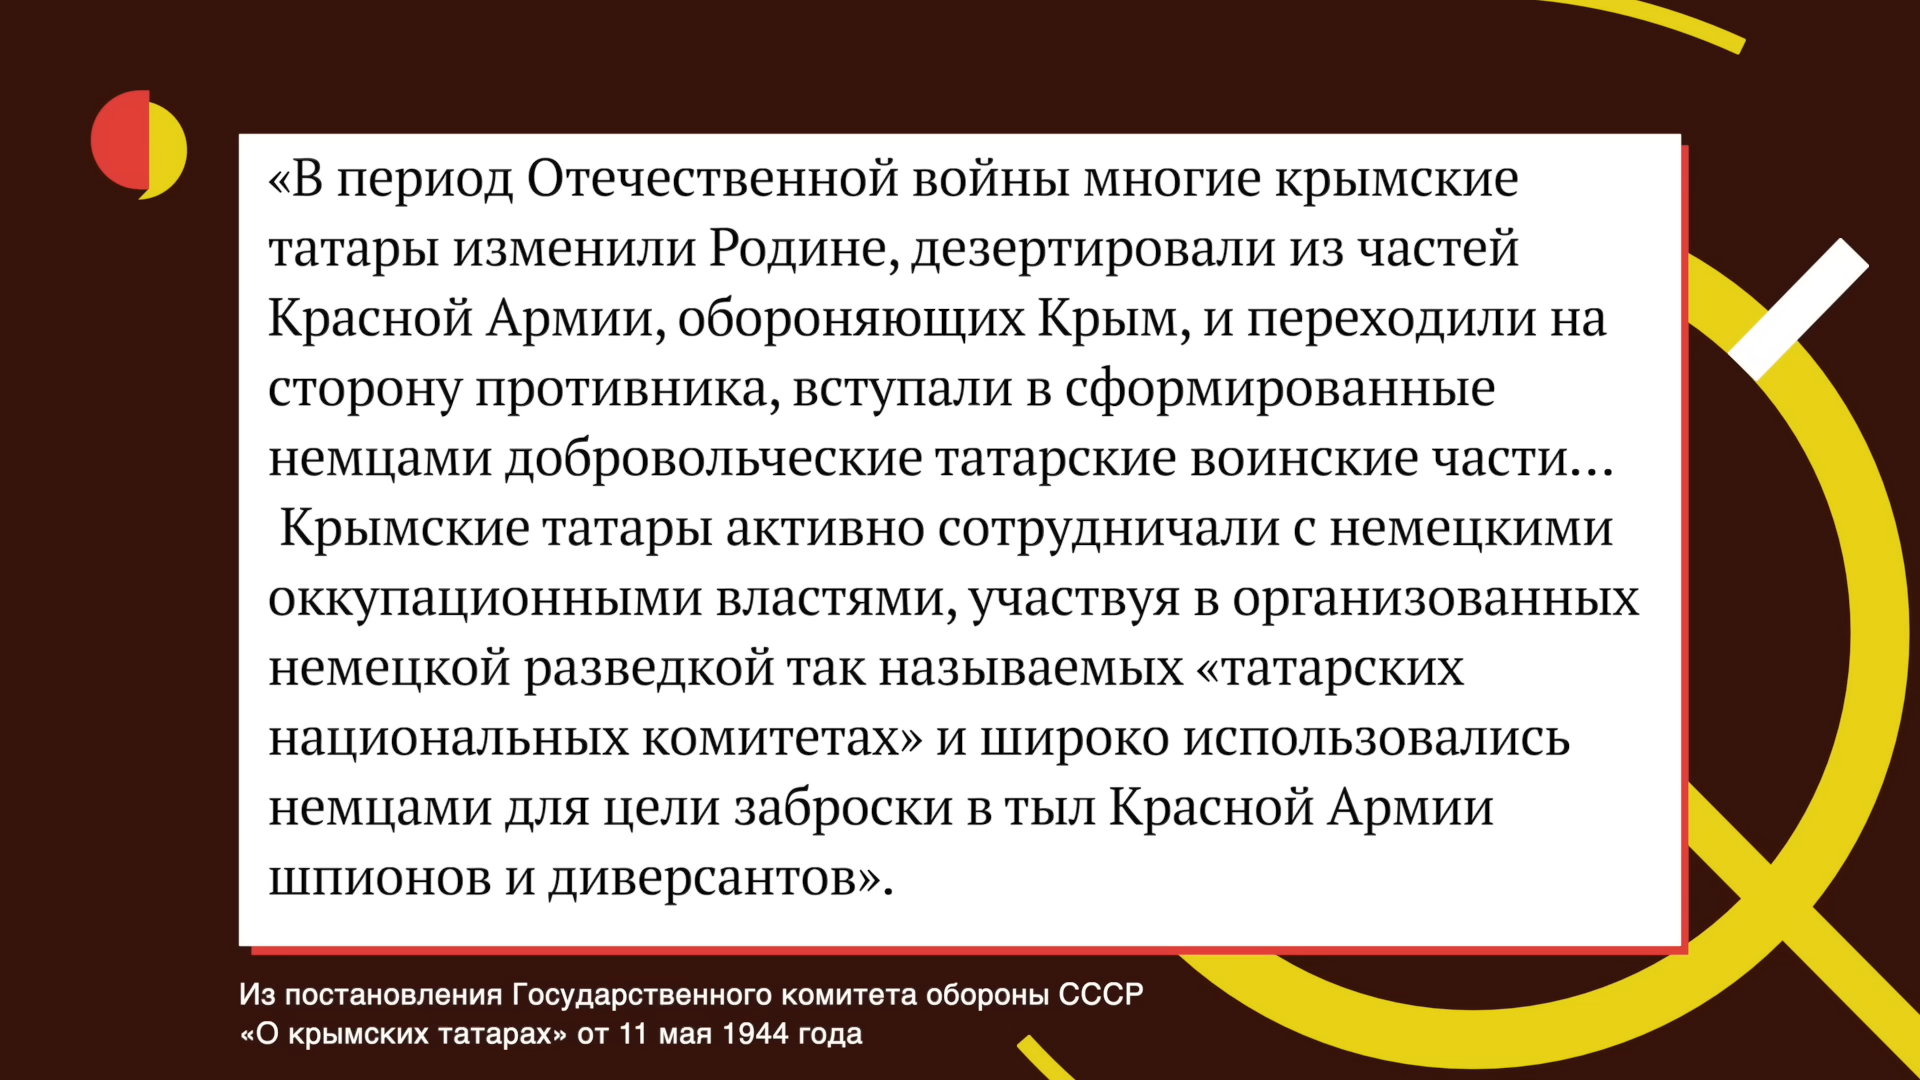 «В период Отечественной войны многие крымские
татары изменили Родине, дезертировали из частей
Красной Армии, обороняющих Крым, и переходили на
сторону противника, вступали в сформированные
немцами добровольческие татарские воинские части...
Крымские татары активно сотрудничали с немецкими
оккупационными властями, участвуя в организованных
немецкой разведкой так называемых «татарских
национальных комитетах» и широко использовались
немцами для цели заброски в тыл Красной Армии
шпионов и диверсантов».
Из постановления Государственного комитета обороны СССР
«О крымских татарах» от 11 мая 1944 года